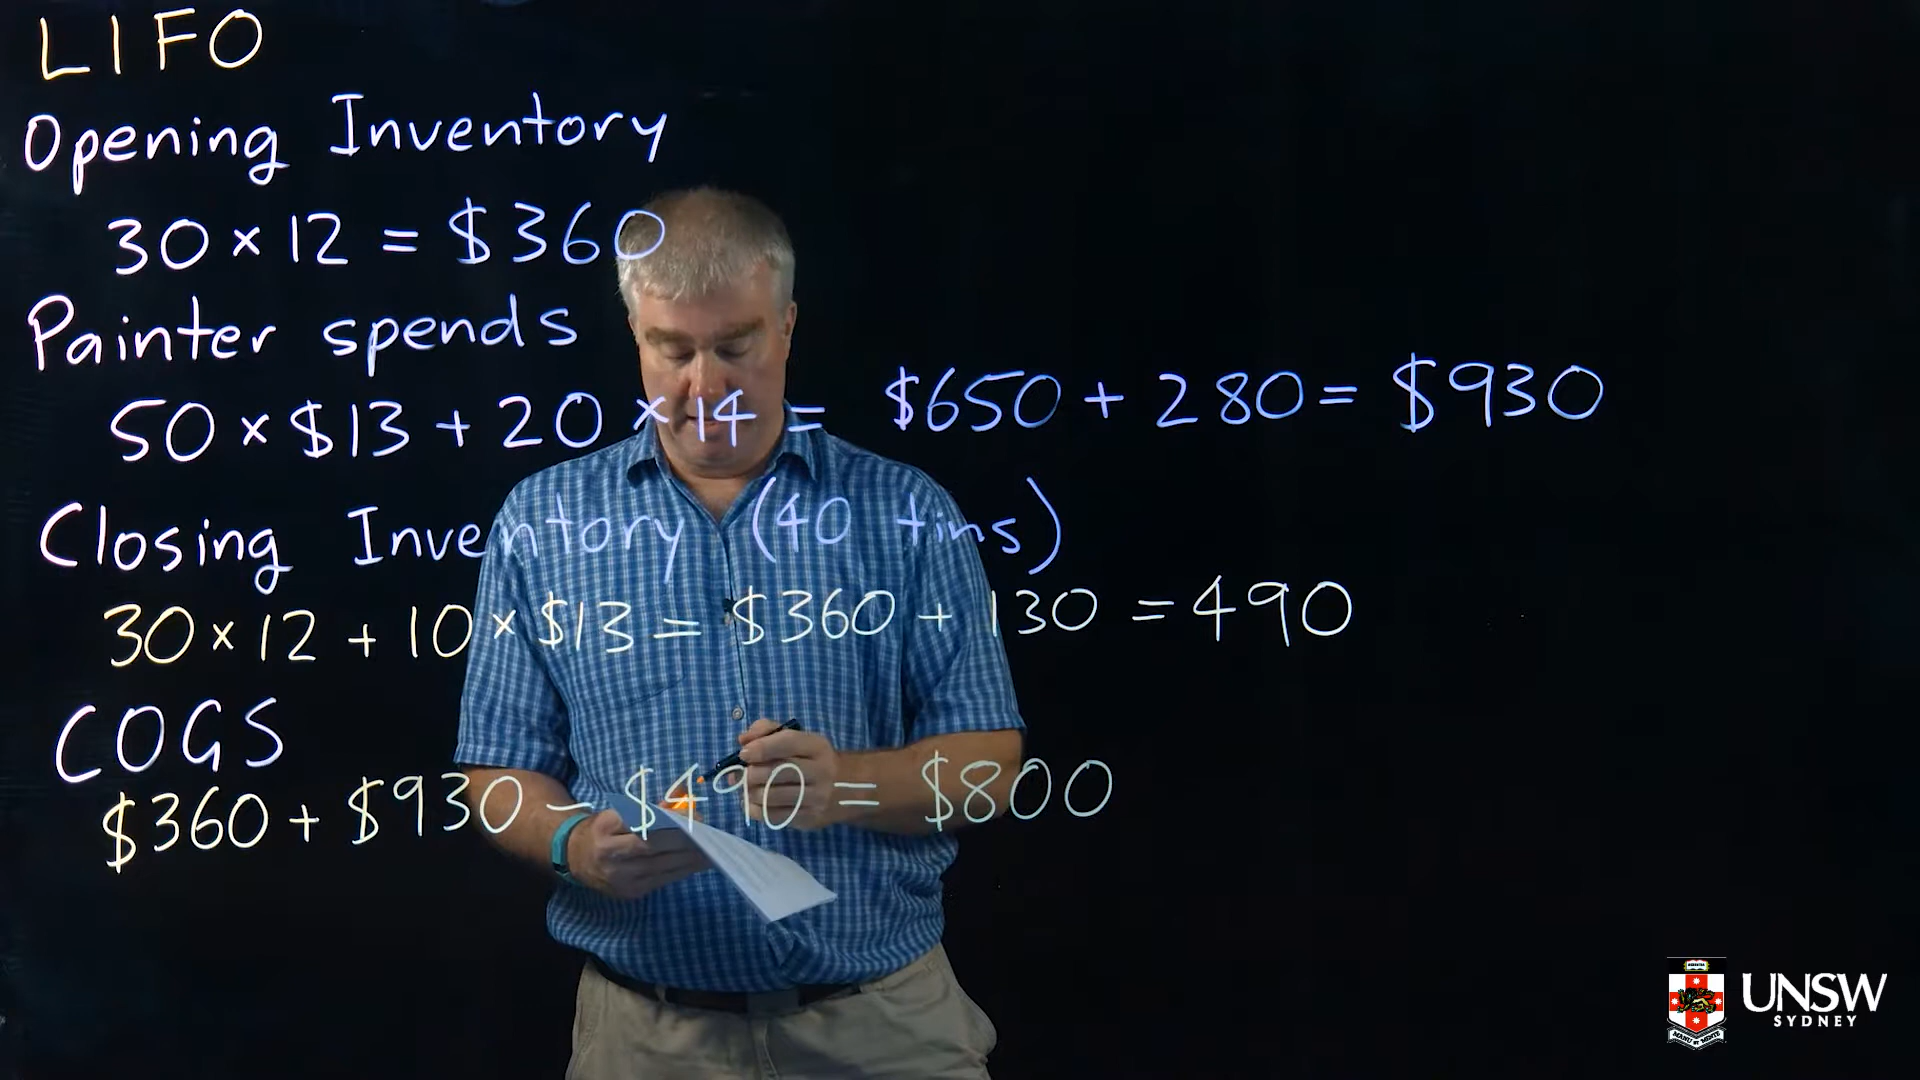 LIFO
Opening Inventory
30 × 12 = $360
Painter spends
50 × $13 + 20 × 14 = $650 + 280 = $930
Closing Inventory (40 tins)
30 × 12 + 10 × $13 = $360 + 130 = 490
COGS
$360 + $930 - $490 = $800
UNSW
SYDNEY